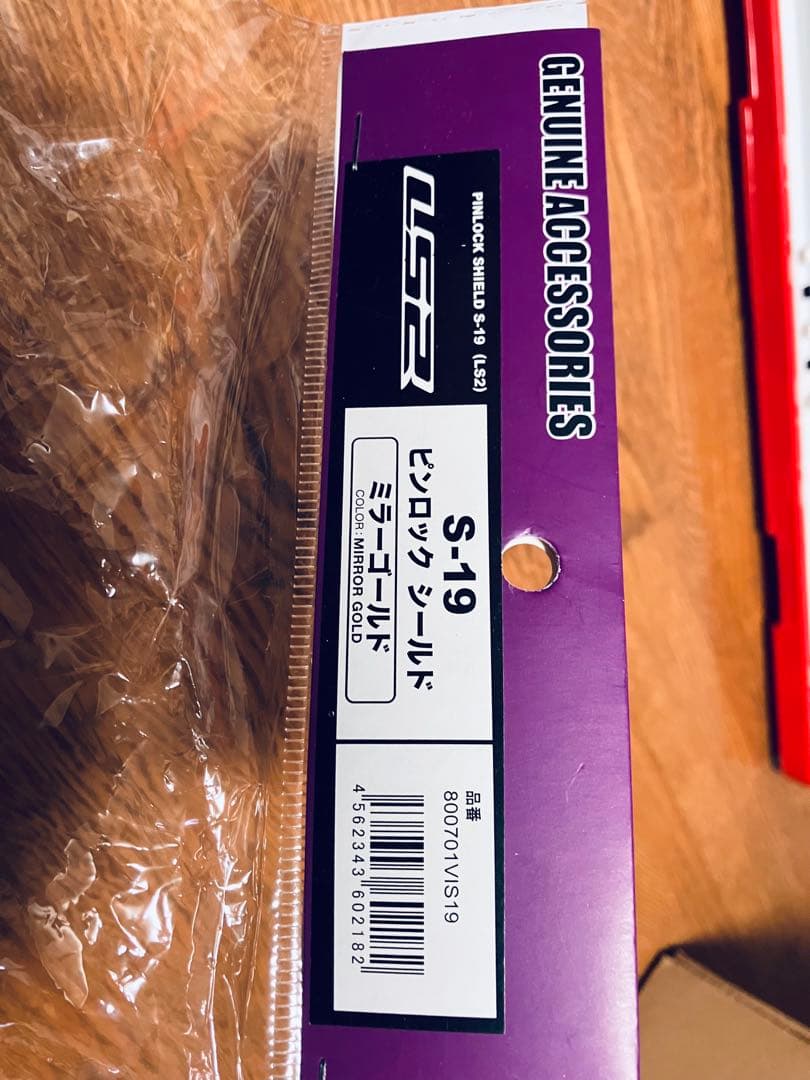 GENUINE ACCESSORIES
PINLOCK SHIELD S-19 (LS2)
LS2
S-19
ピンロック シールド
ミラーゴールド
COLOR : MIRROR GOLD
品番
800701VIS19
4 562343 602182